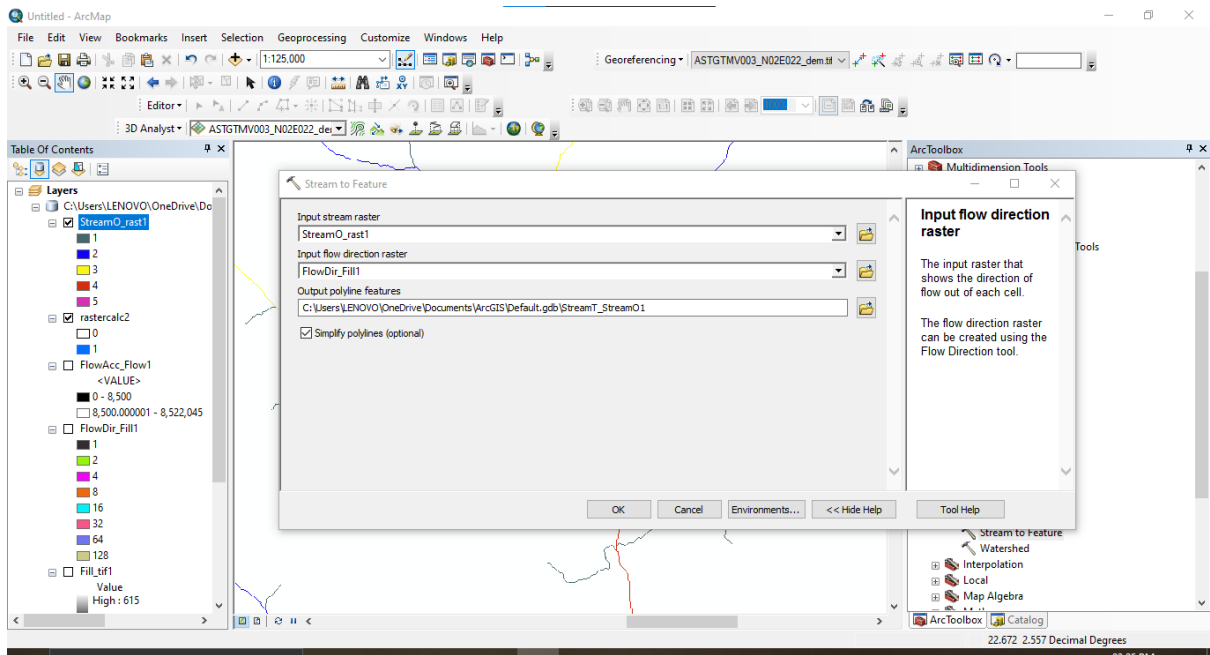 Untitled - ArcMap
File Edit View Bookmarks Insert Selection Geoprocessing Customize Windows Help
1:125,000
Georeferencing ASTGTMV003_N02E022_dem.tif
Editor
3D Analyst ASTGTMV003_N02E022_de
Table Of Contents
Layers
C:\Users\LENOVO\OneDrive\Do
StreamO_rast1
1
2
3
4
5
rastercalc2
0
1
FlowAcc_Flow1
<VALUE>
0 - 8,500
8,500.000001 - 8,522,045
FlowDir_Fill1
1
2
4
8
16
32
64
128
Fill_tif1
Value
High : 615
Stream to Feature
Input stream raster
StreamO_rast1
Input flow direction raster
FlowDir_Fill1
Output polyline features
C:\Users\LENOVO\OneDrive\Documents\ArcGIS\Default.gdb\StreamT_StreamO1
Simplify polylines (optional)
OK Cancel Environments... << Hide Help Tool Help
Input flow direction
raster
The input raster that
shows the direction of
flow out of each cell.
The flow direction raster
can be created using the
Flow Direction tool.
ArcToolbox
Multidimension Tools
Tools
Stream to Feature
Watershed
Interpolation
Local
Map Algebra
ArcToolbox Catalog
22.672 2.557 Decimal Degrees